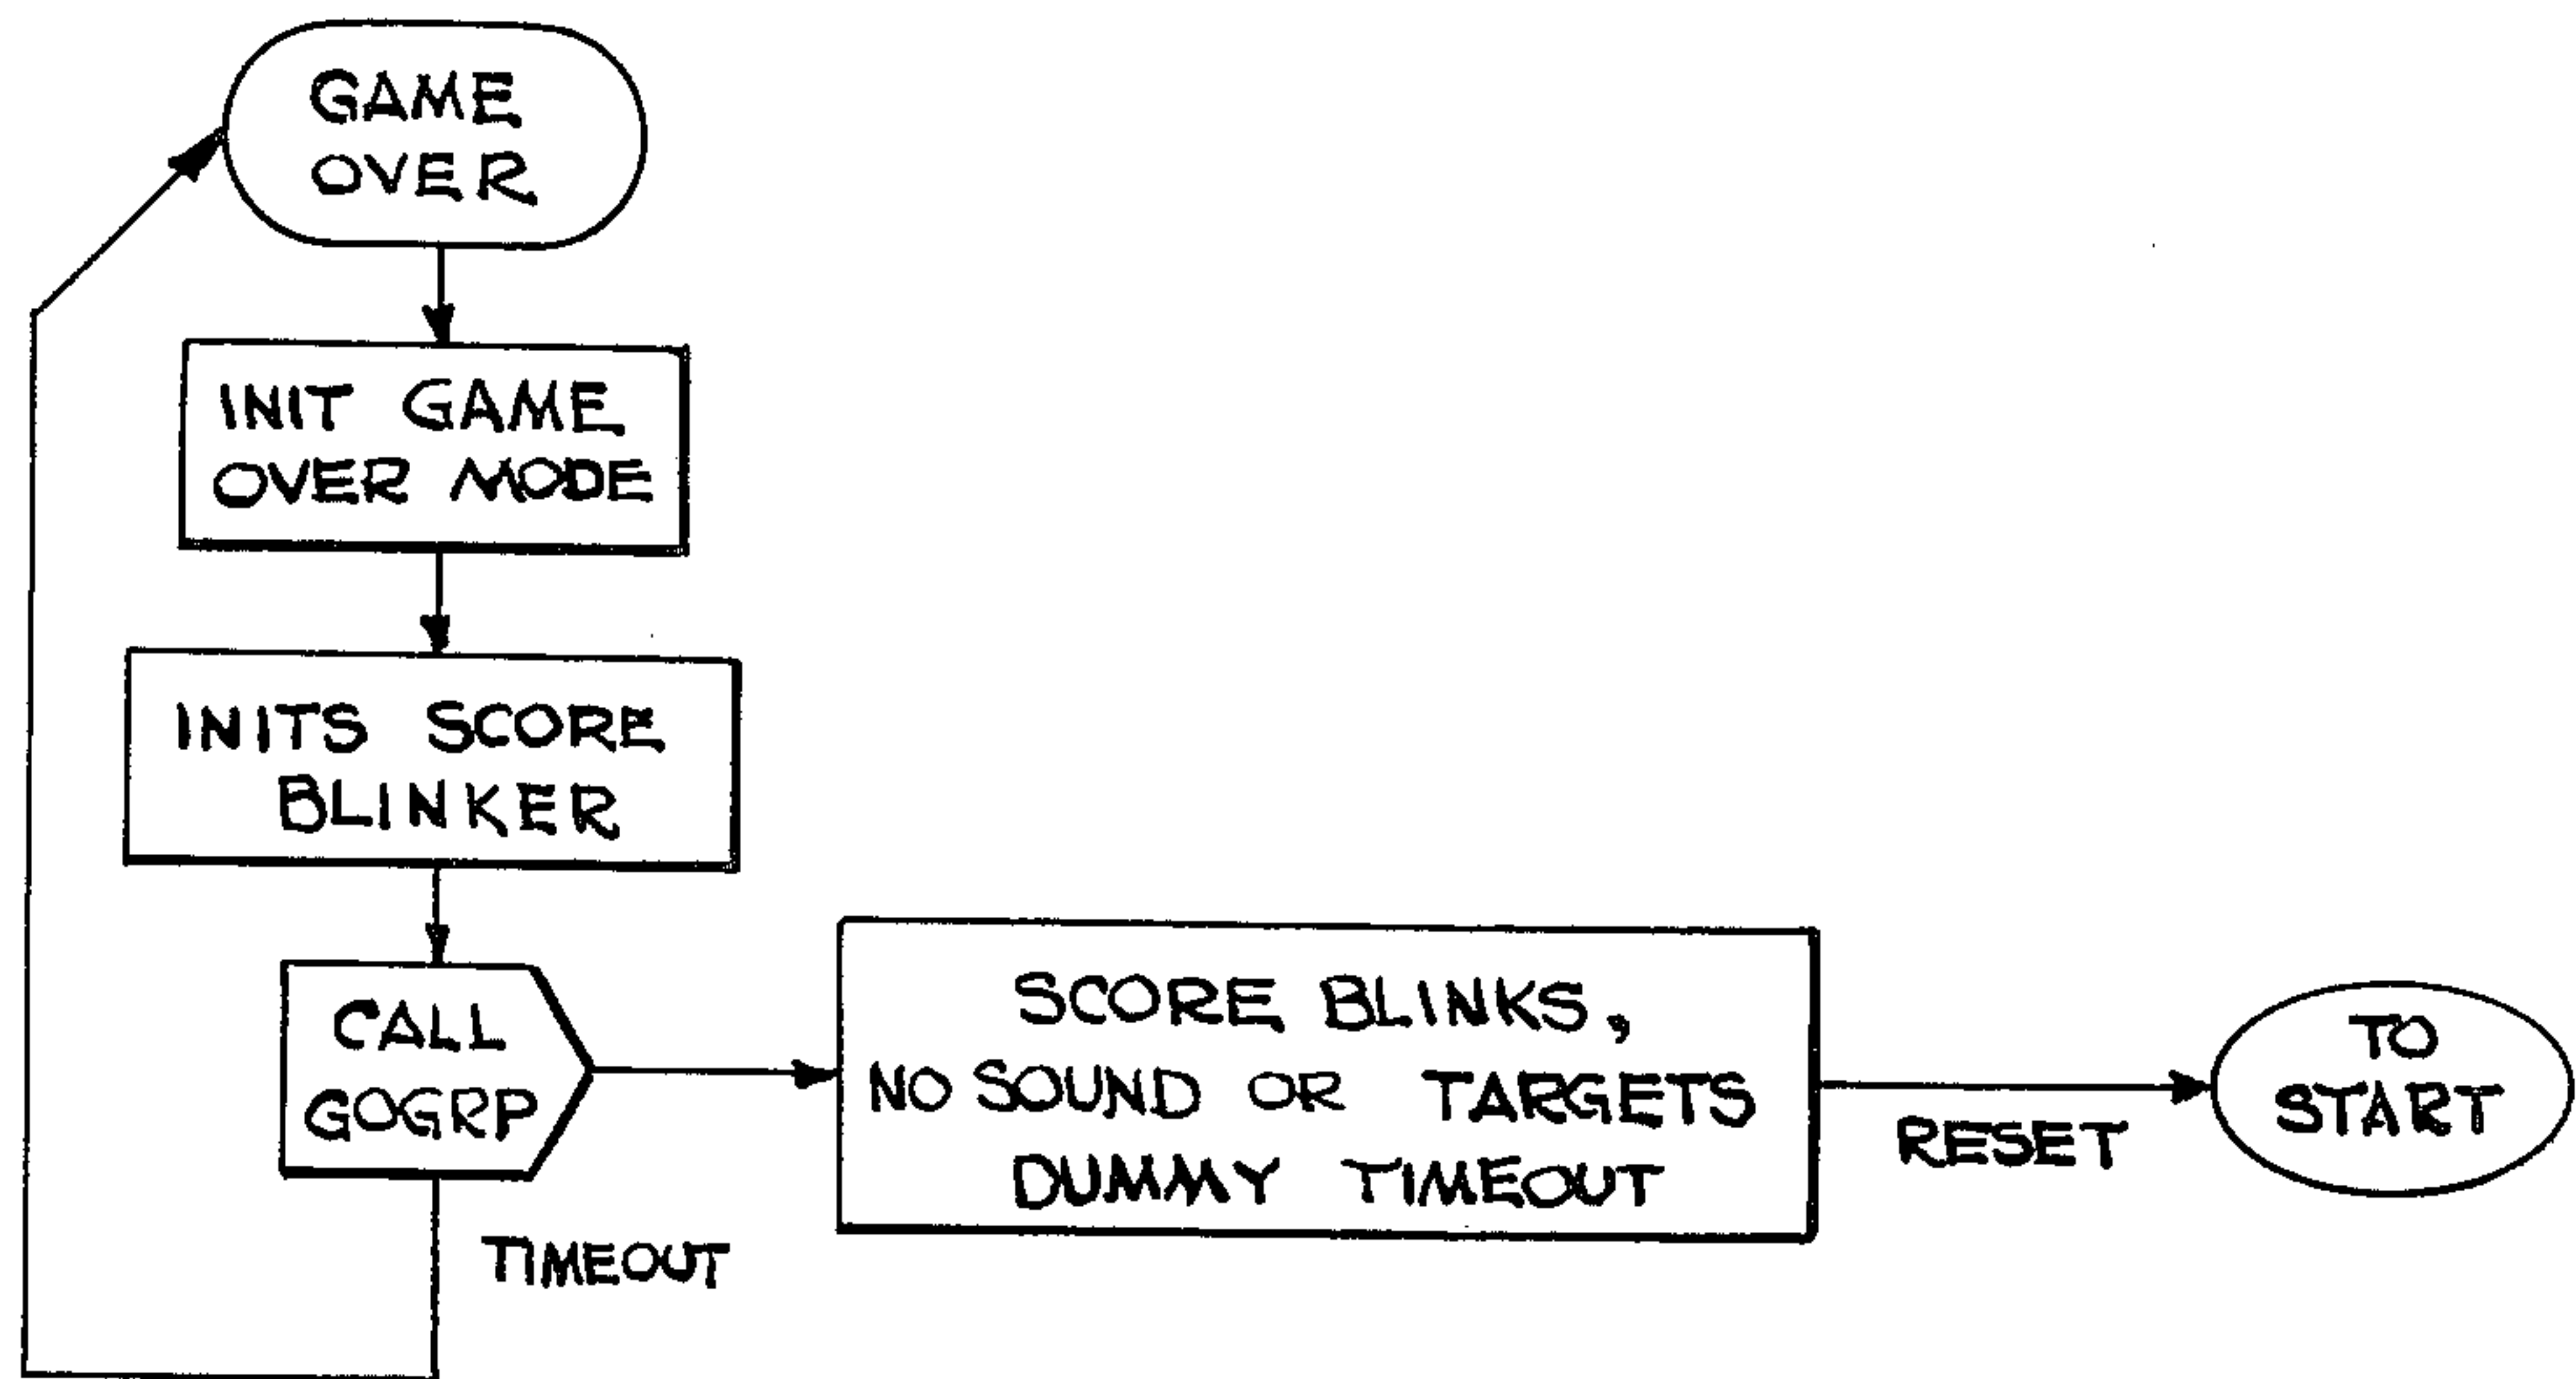 GAME
OVER
INIT GAME
OVER MODE
INITS SCORE
BLINKER
CALL
GOGRP
TIMEOUT
SCORE BLINKS,
NO SOUND OR TARGETS
DUMMY TIMEOUT
RESET
TO
START